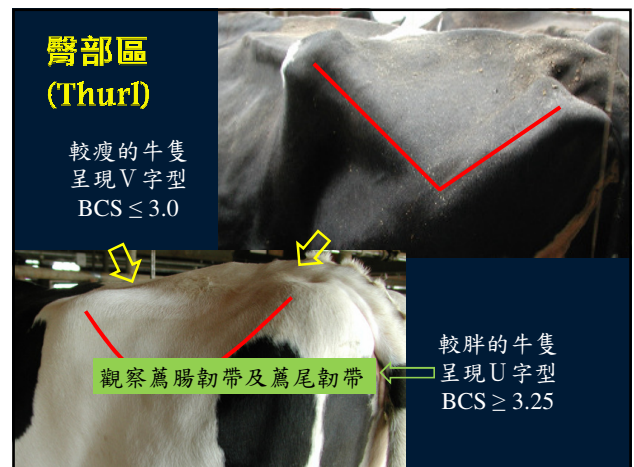 臀部區
(Thurl)
較瘦的牛隻
呈現V字型
BCS ≤ 3.0
觀察薦腸韌帶及薦尾韌帶
較胖的牛隻
呈現U字型
BCS ≥ 3.25